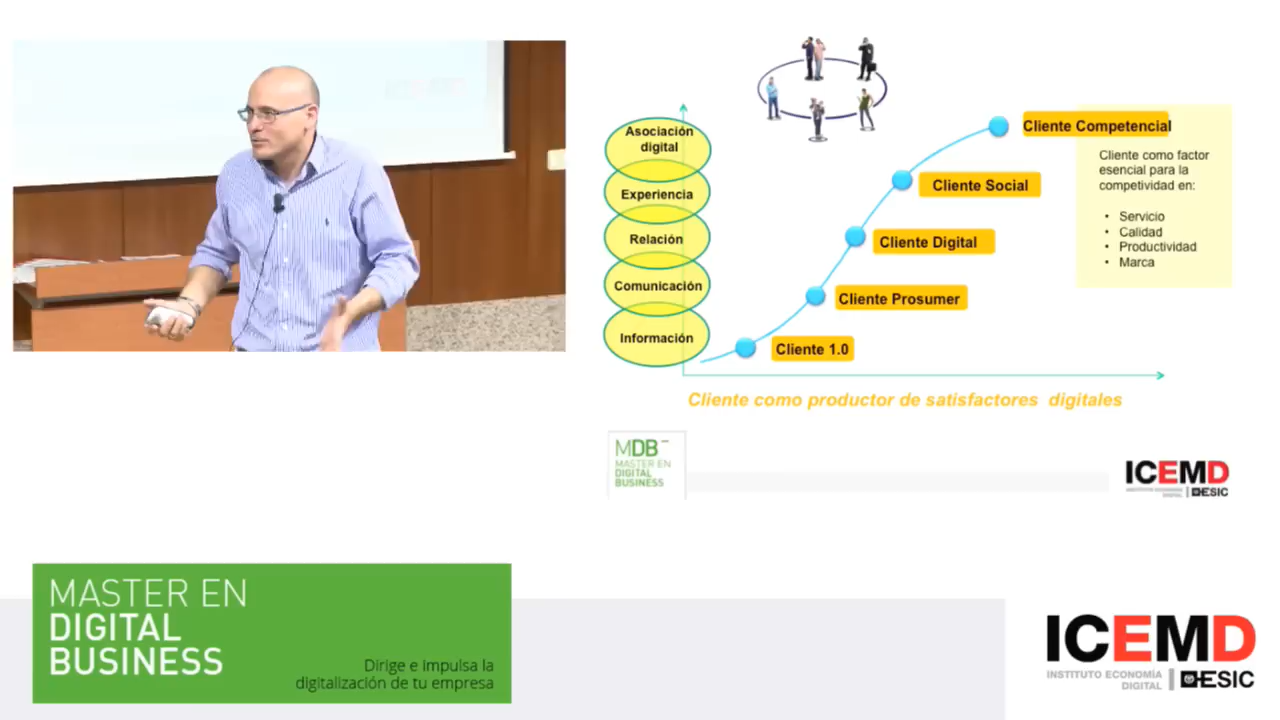 Asociación
digital
Experiencia
Relación
Comunicación
Información
Cliente Competencial
Cliente Social
Cliente Digital
Cliente Prosumer
Cliente 1.0
Cliente como factor
esencial para la
competividad en:
• Servicio
• Calidad
• Productividad
• Marca
Cliente como productor de satisfactores digitales
MDB
MASTER EN
DIGITAL
BUSINESS
ICEMD
INSTITUTO ECONOMÍA
DIGITAL
ESIC
MASTER EN
DIGITAL
BUSINESS
Dirige e impulsa la
digitalización de tu empresa
ICEMD
INSTITUTO ECONOMÍA
DIGITAL
ESIC